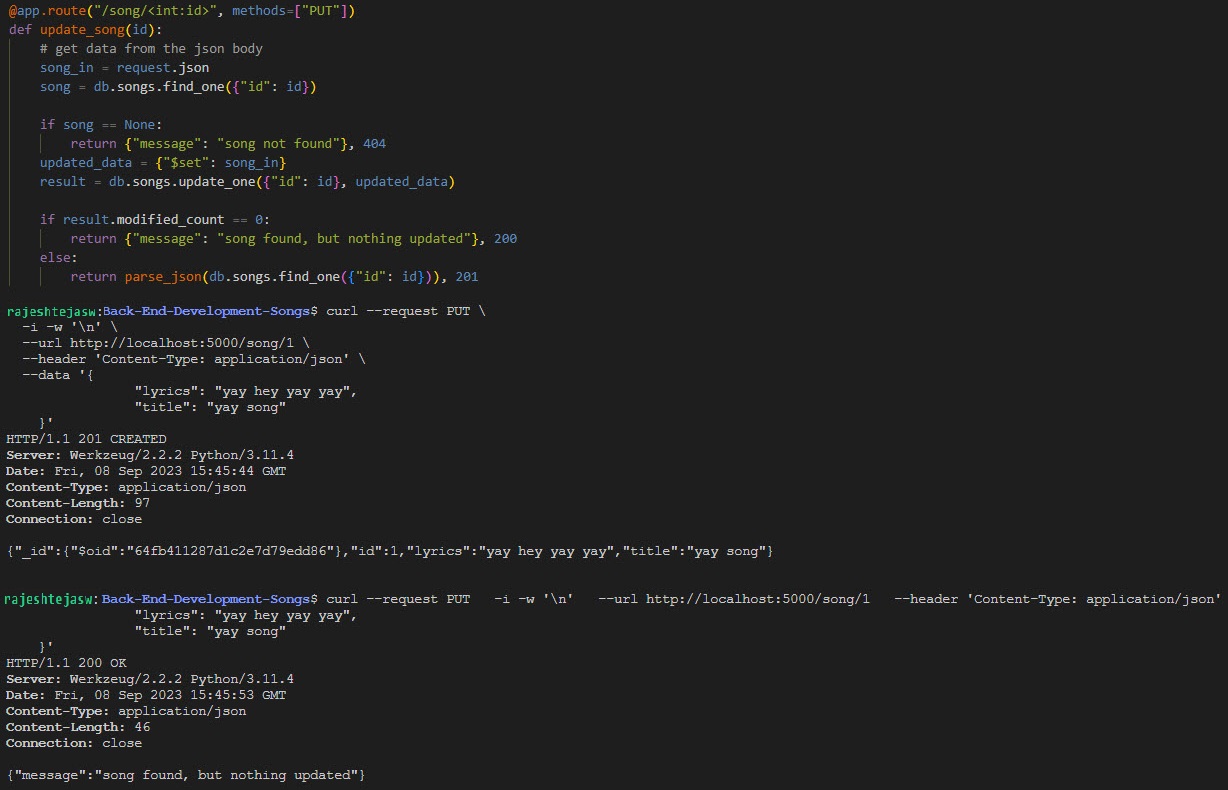 @app.route("/song/<int:id>", methods=["PUT"])
def update_song(id):
    # get data from the json body
    song_in = request.json
    song = db.songs.find_one({"id": id})

    if song == None:
        return {"message": "song not found"}, 404
    updated_data = {"$set": song_in}
    result = db.songs.update_one({"id": id}, updated_data)

    if result.modified_count == 0:
        return {"message": "song found, but nothing updated"}, 200
    else:
        return parse_json(db.songs.find_one({"id": id})), 201

rajeshtejasw:Back-End-Development-Songs$ curl --request PUT \
  -i -w '\n' \
  --url http://localhost:5000/song/1 \
  --header 'Content-Type: application/json' \
  --data '{
                "lyrics": "yay hey yay yay",
                "title": "yay song"
    }'
HTTP/1.1 201 CREATED
Server: Werkzeug/2.2.2 Python/3.11.4
Date: Fri, 08 Sep 2023 15:45:44 GMT
Content-Type: application/json
Content-Length: 97
Connection: close

{"_id":{"$oid":"64fb411287d1c2e7d79edd86"},"id":1,"lyrics":"yay hey yay yay","title":"yay song"}

rajeshtejasw:Back-End-Development-Songs$ curl --request PUT   -i -w '\n'   --url http://localhost:5000/song/1   --header 'Content-Type: application/json'
                "lyrics": "yay hey yay yay",
                "title": "yay song"
    }'
HTTP/1.1 200 OK
Server: Werkzeug/2.2.2 Python/3.11.4
Date: Fri, 08 Sep 2023 15:45:53 GMT
Content-Type: application/json
Content-Length: 46
Connection: close

{"message":"song found, but nothing updated"}